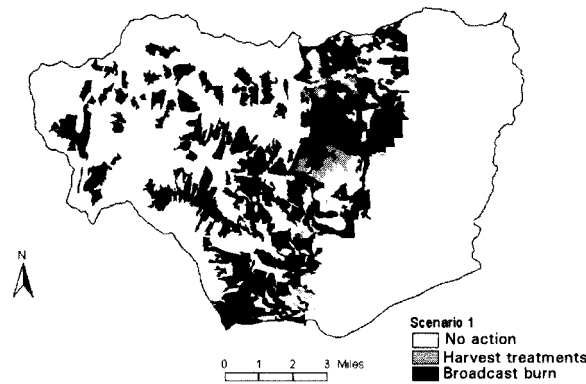 N
0 1 2 3 Miles
Scenario 1
No action
Harvest treatments
Broadcast burn